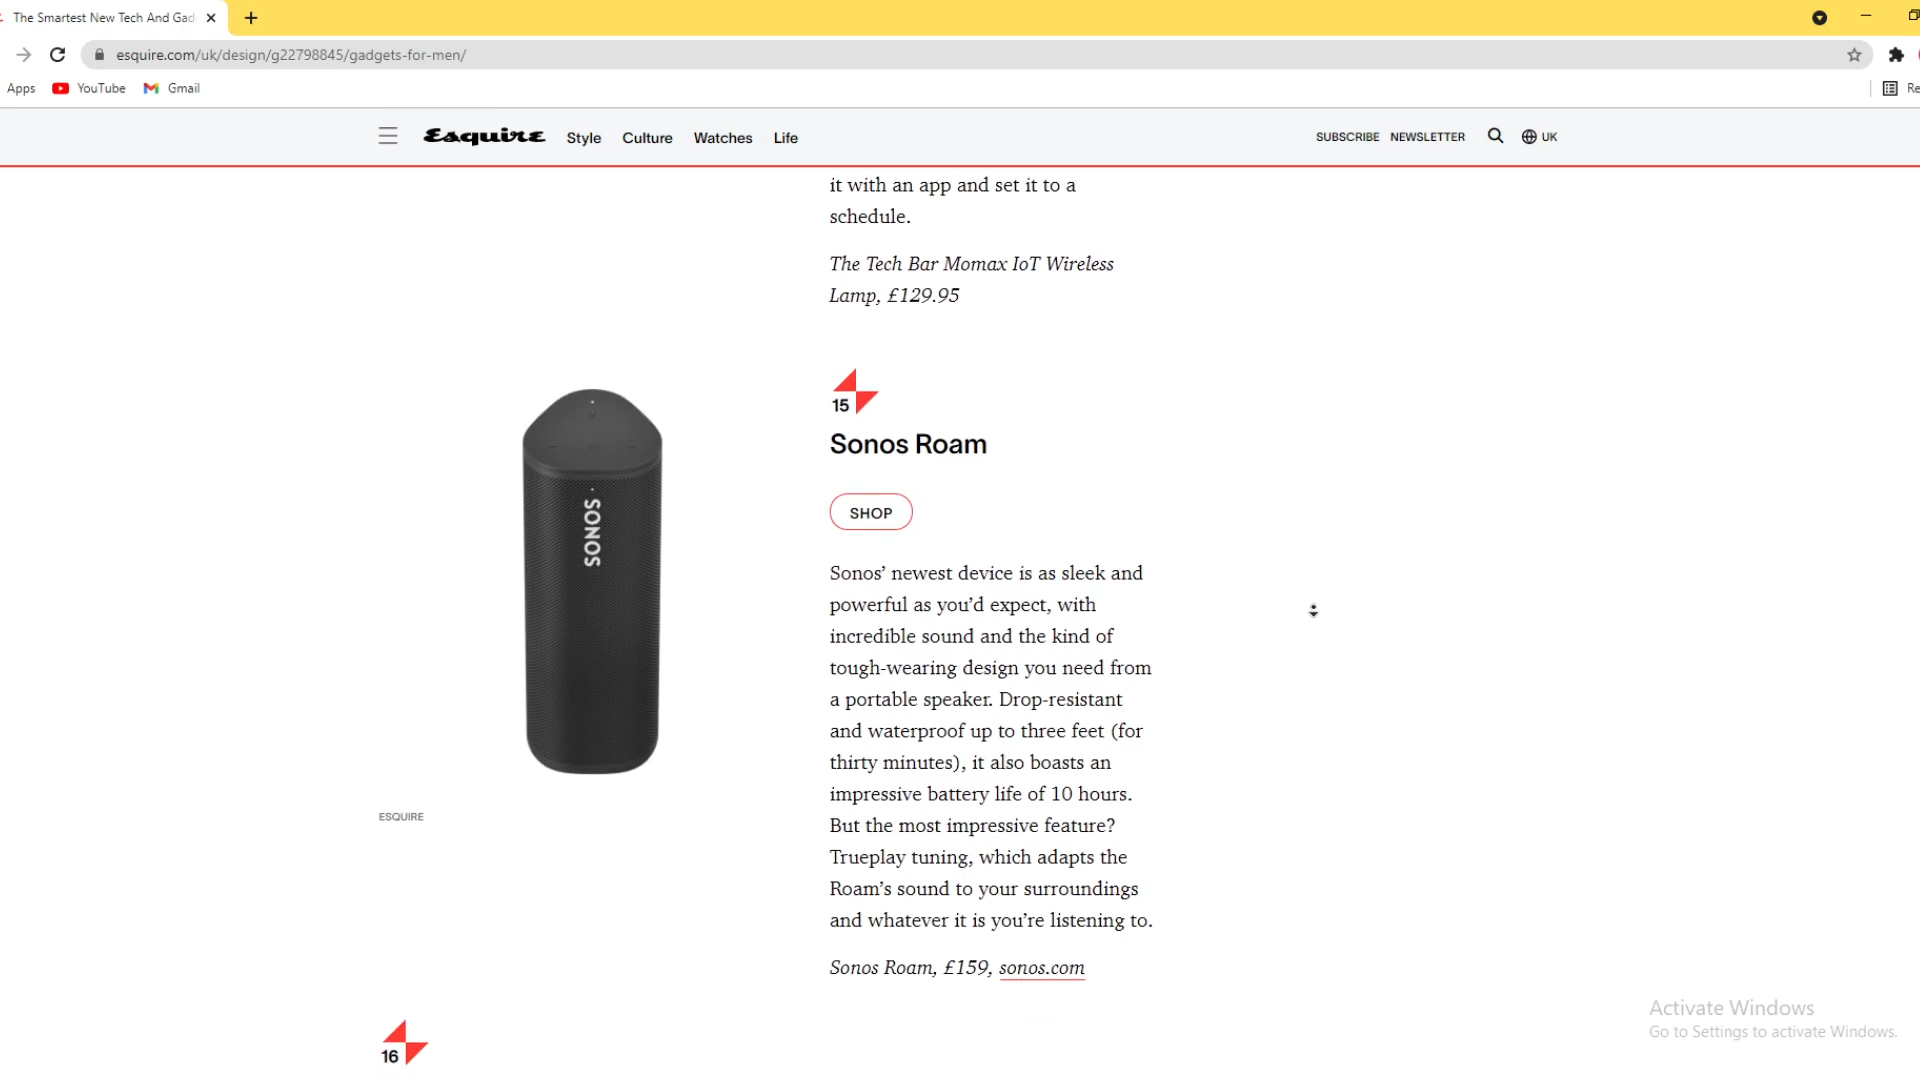 The Smartest New Tech And Gad
esquire.com/uk/design/g22798845/gadgets-for-men/
Apps YouTube Gmail
Re
Esquire Style Culture Watches Life SUBSCRIBE NEWSLETTER UK
it with an app and set it to a
schedule.
The Tech Bar Momax IoT Wireless
Lamp, £129.95
15
Sonos Roam
SHOP
SONOS
Sonos’ newest device is as sleek and
powerful as you’d expect, with
incredible sound and the kind of
tough-wearing design you need from
a portable speaker. Drop-resistant
and waterproof up to three feet (for
thirty minutes), it also boasts an
impressive battery life of 10 hours.
But the most impressive feature?
Trueplay tuning, which adapts the
Roam’s sound to your surroundings
and whatever it is you’re listening to.
ESQUIRE
Sonos Roam, £159, sonos.com
16
Activate Windows
Go to Settings to activate Windows.